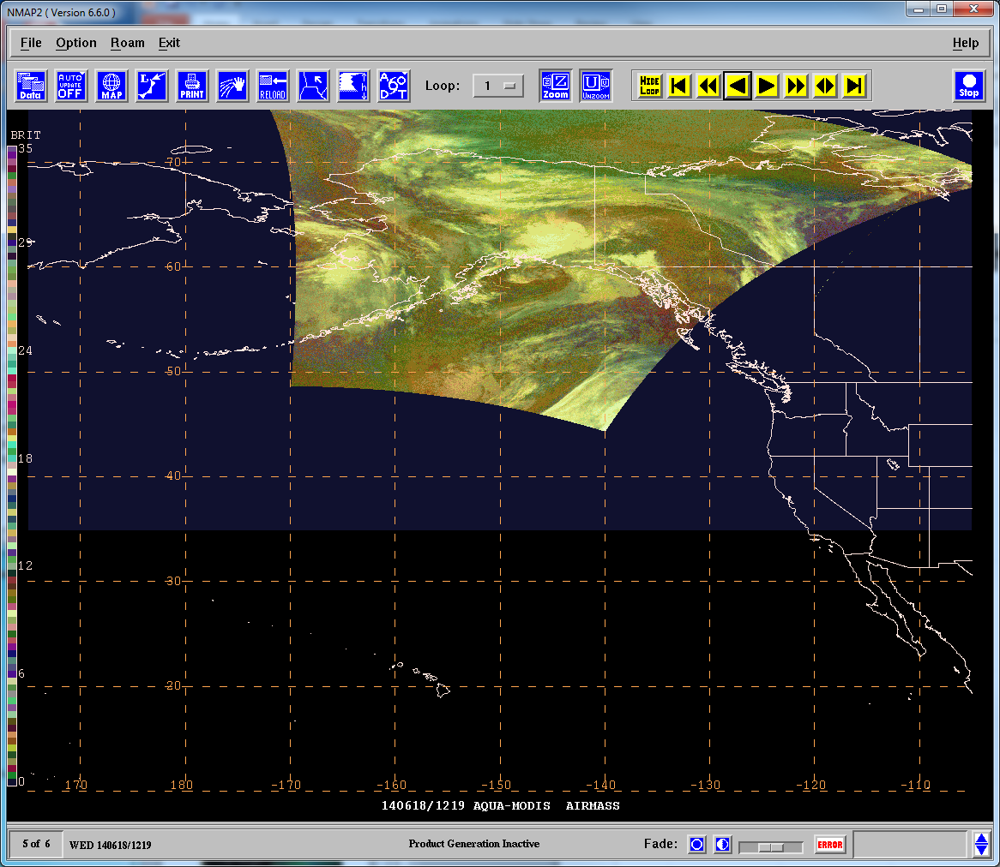 NMAP2 ( Version 6.6.0 )
File Option Roam Exit Help
Data AUTO UPDATE OFF MAP L PRINT RELOAD h A 6 O D T Loop: 1 Z Z Zoom U U UNZOOM HIDE LOOP Stop
BRIT
35
70
29
60
24
50
18
40
12
30
6
20
0
170 180 -170 -160 -150 -140 -130 -120 -110
140618/1219 AQUA-MODIS AIRMASS
5 of 6 WED 140618/1219 Product Generation Inactive Fade: ERROR